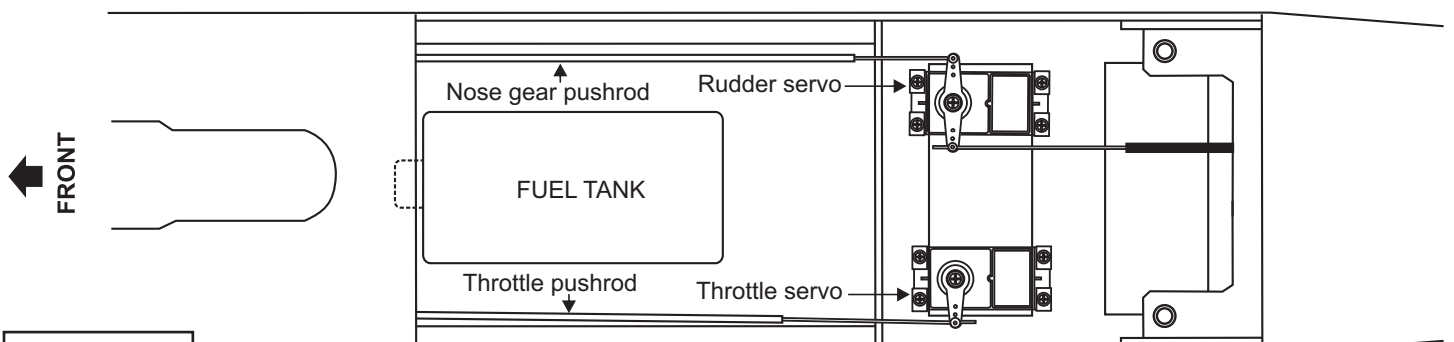 Nose gear pushrod
Rudder servo
FRONT
FUEL TANK
Throttle pushrod
Throttle servo